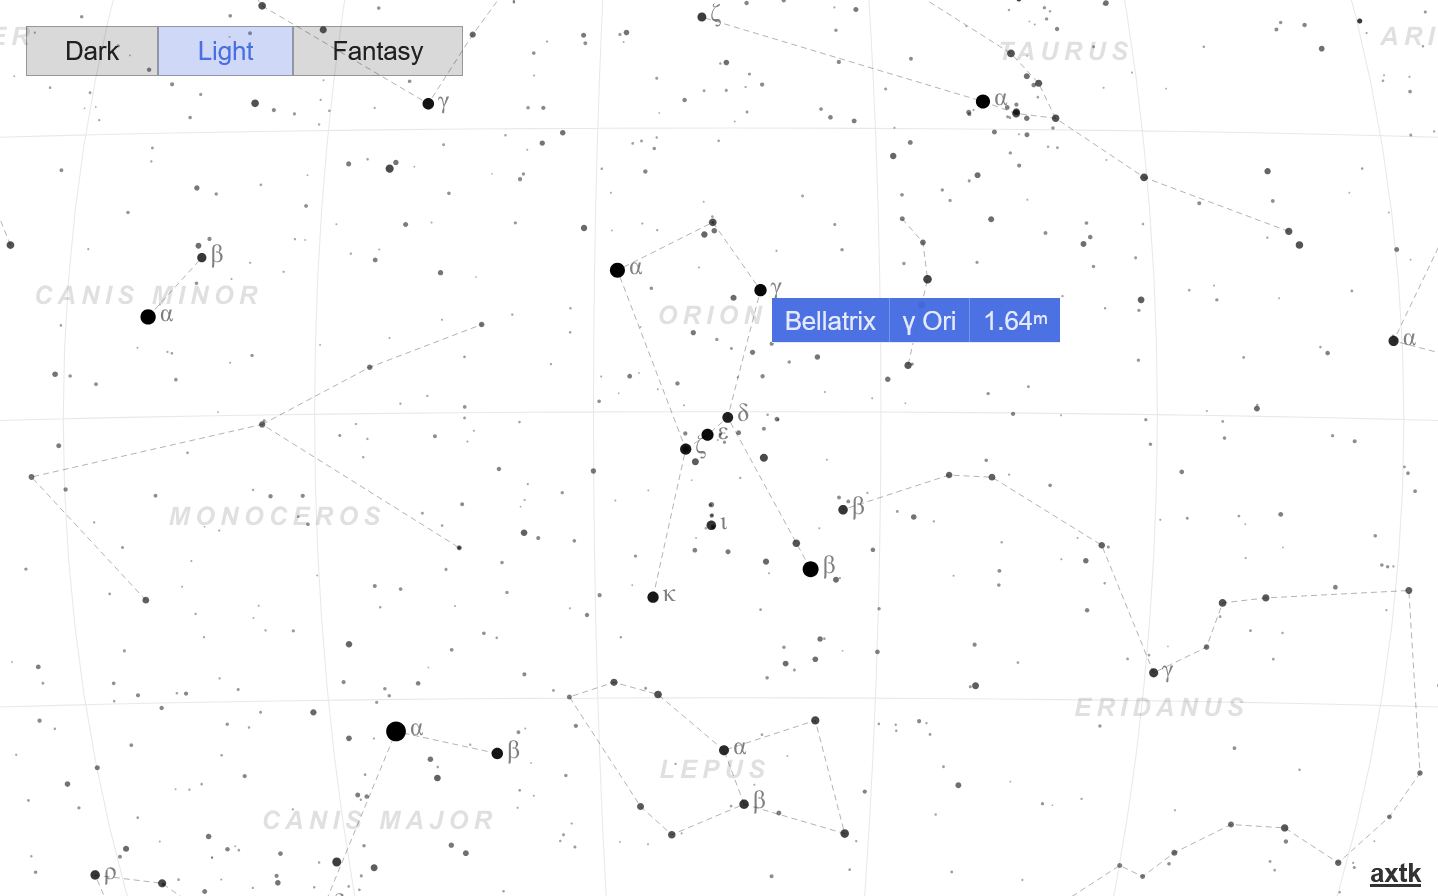 ζ
ER
Dark Light Fantasy
TAURUS
ARI
γ
α
β
α
γ
CANIS MINOR
α
ORION
Bellatrix γ Ori 1.64ᵐ
α
δ
ε
ζ
MONOCEROS
β
ι
β
κ
γ
ERIDANUS
α
β
α
LEPUS
β
CANIS MAJOR
ρ
axtk